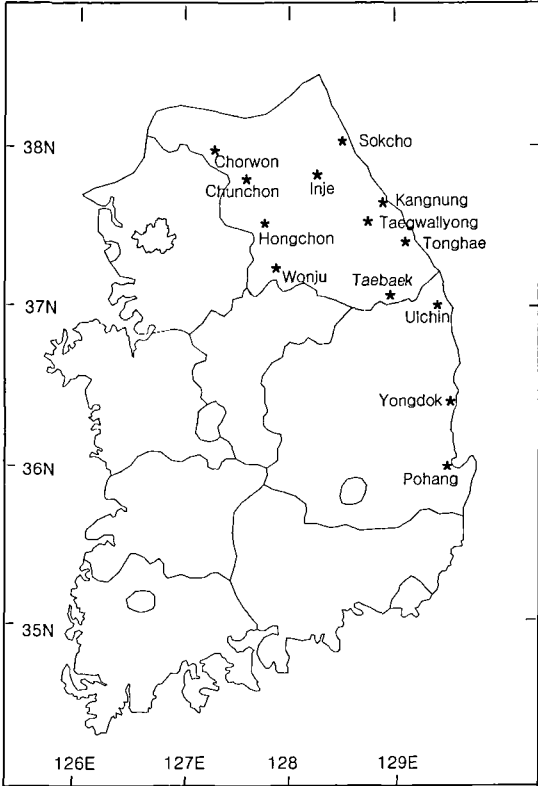 38N
Sokcho
Chorwon
Chunchon
Inje
Kangnung
Taegwallyong
Hongchon
Tonghae
Wonju
Taebaek
37N
Ulchin
Yongdok
36N
Pohang
35N
126E 127E 128 129E